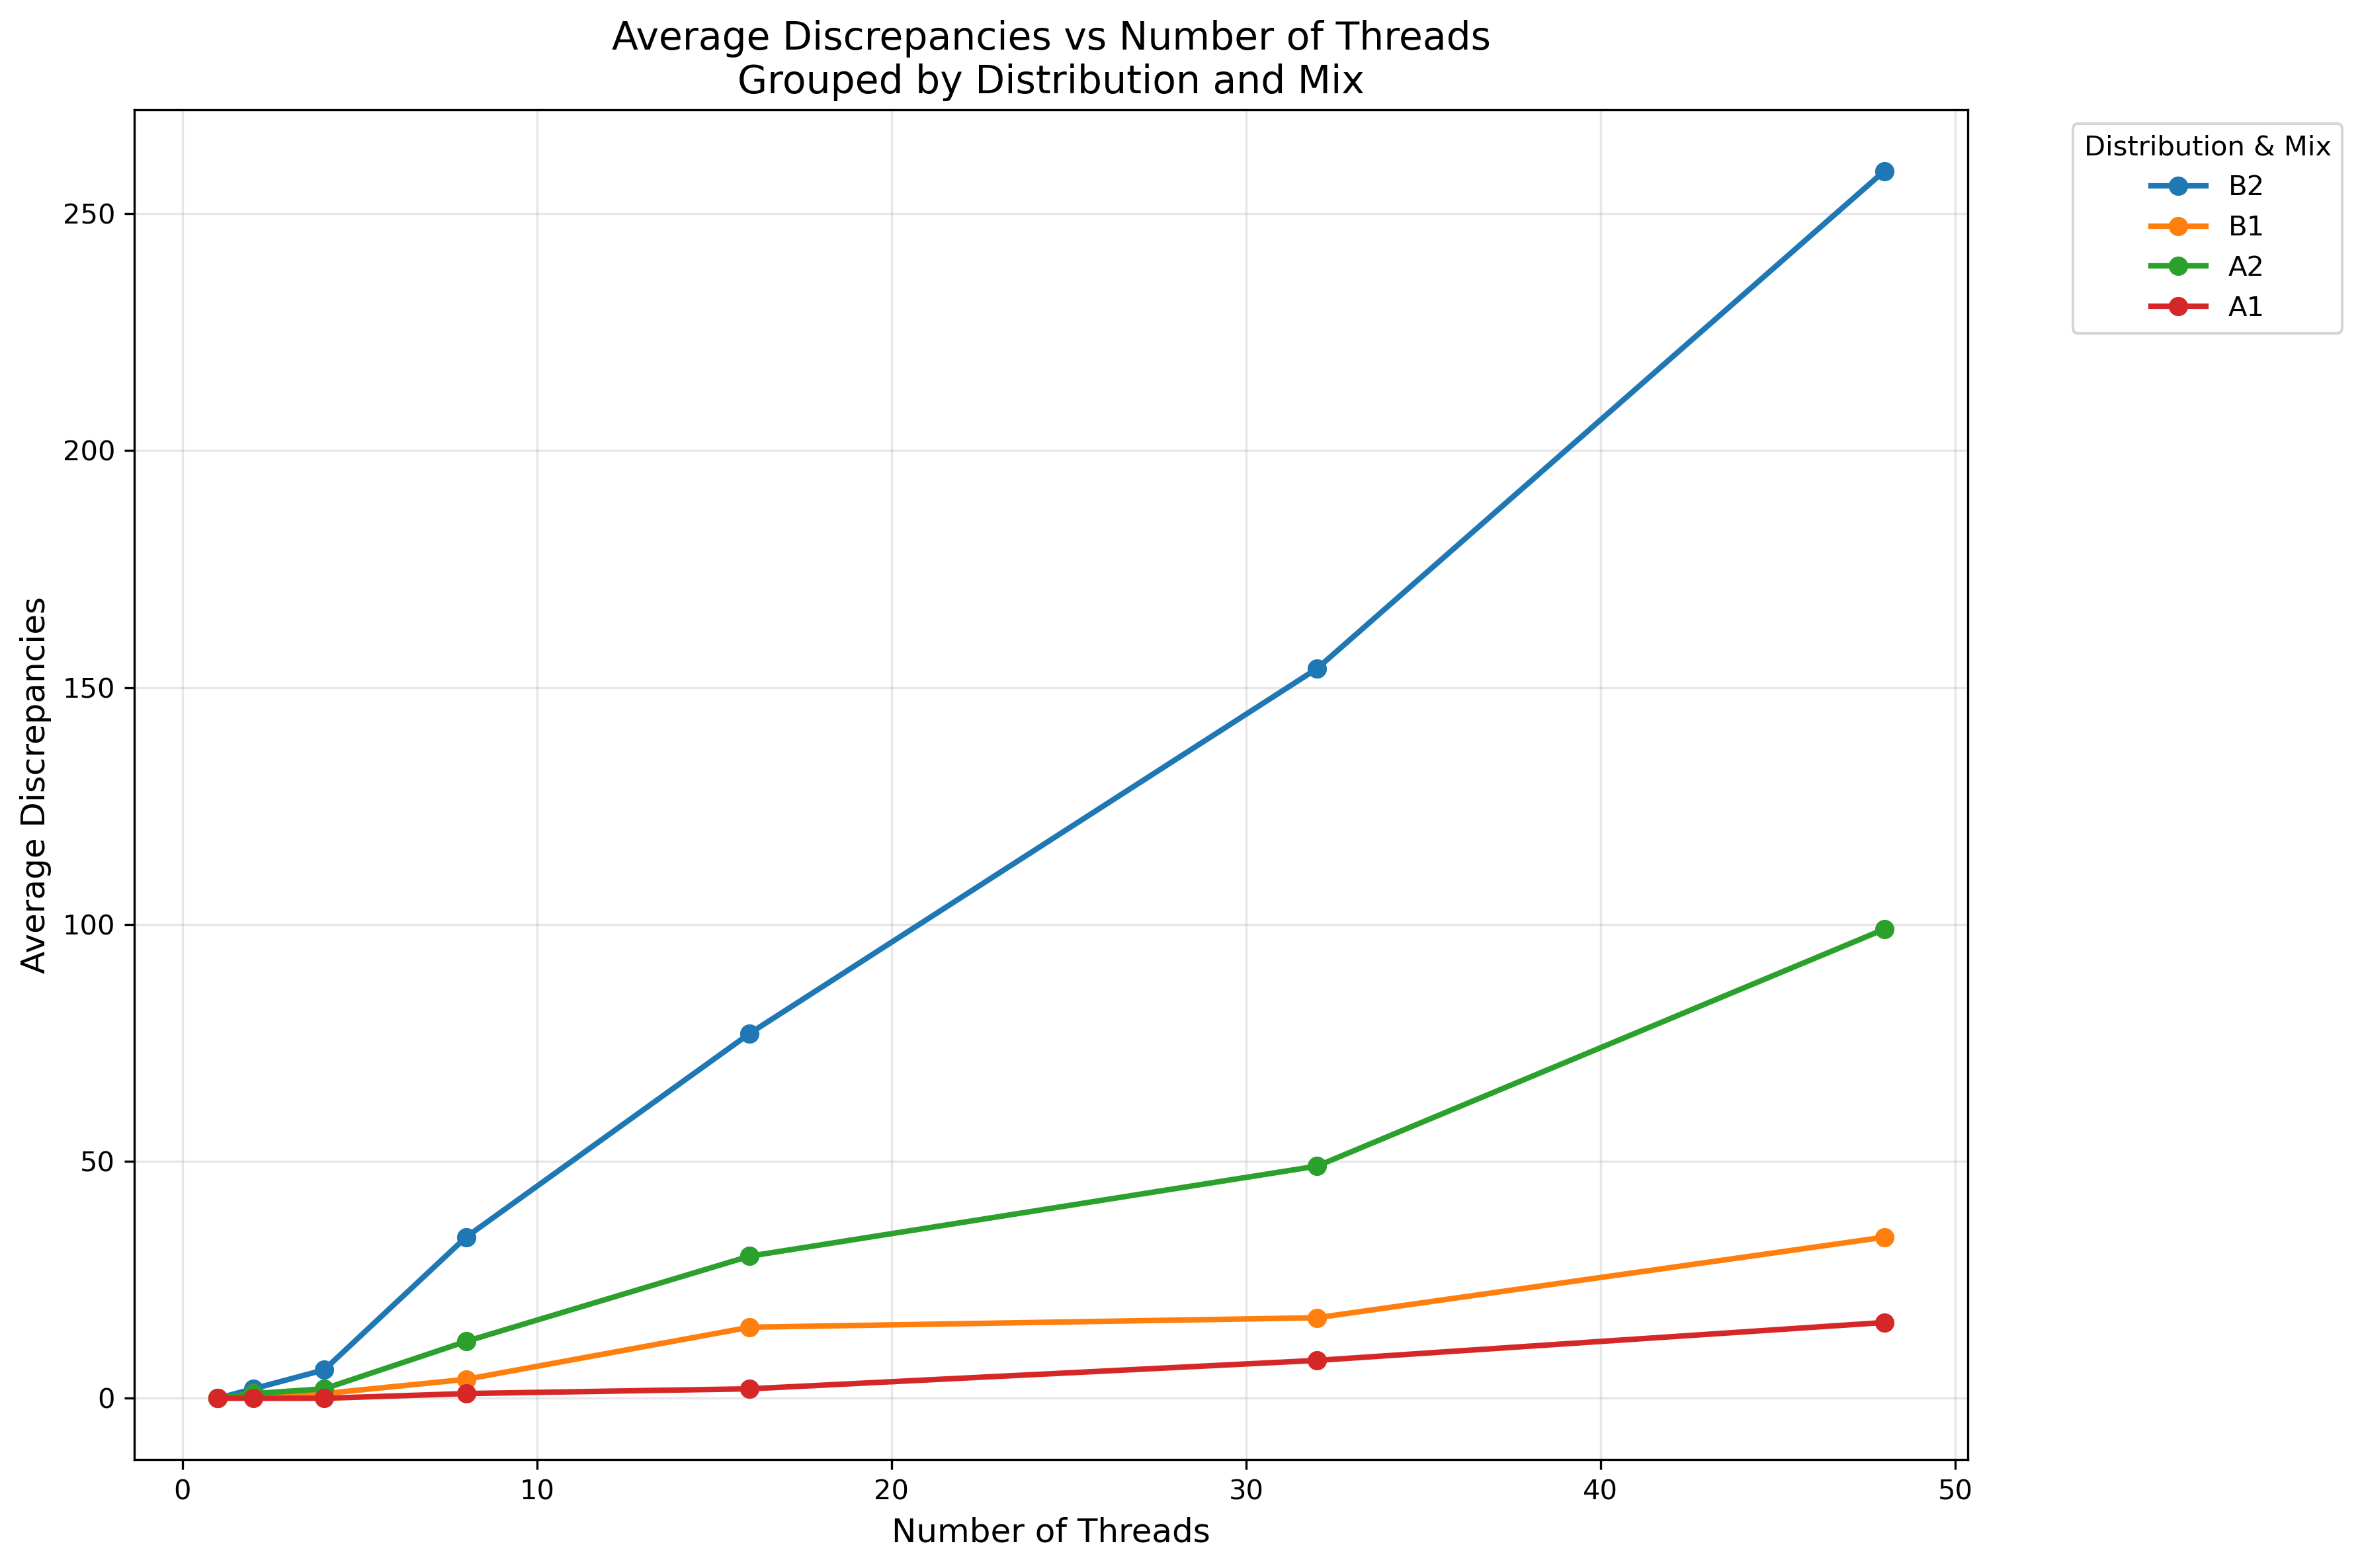 Average Discrepancies vs Number of Threads
Grouped by Distribution and Mix
Distribution & Mix
B2
B1
A2
A1
Average Discrepancies
250
200
150
100
50
0
0 10 20 30 40 50
Number of Threads